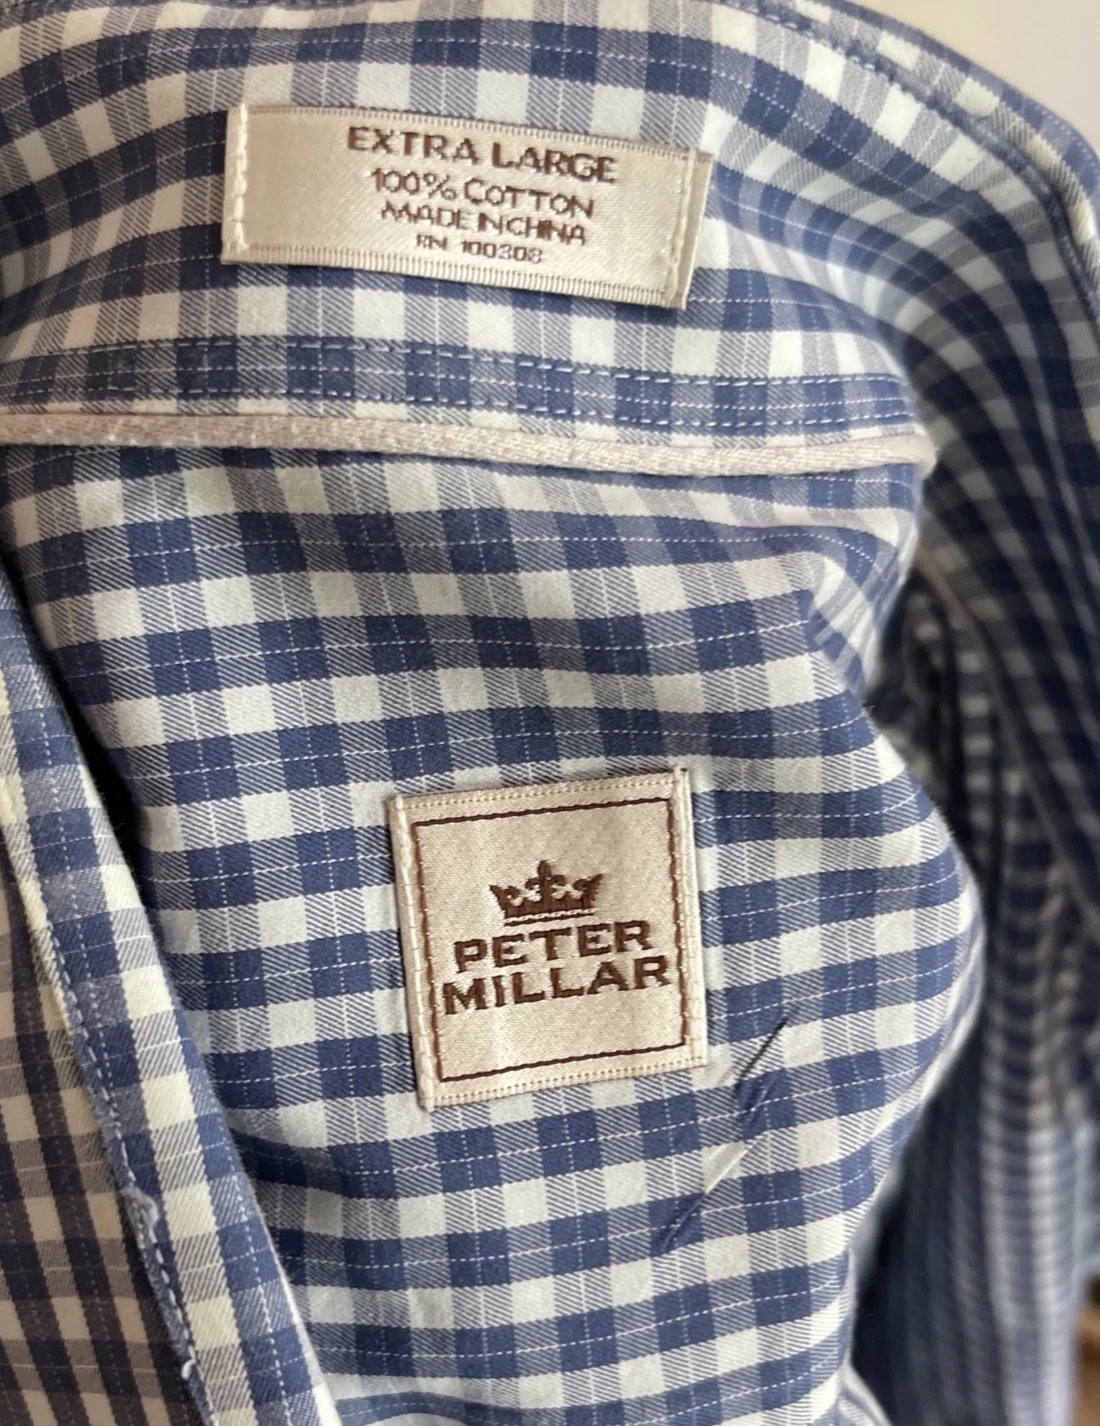 EXTRA LARGE
100% COTTON
MADE IN CHINA
RN 100308
PETER
MILLAR